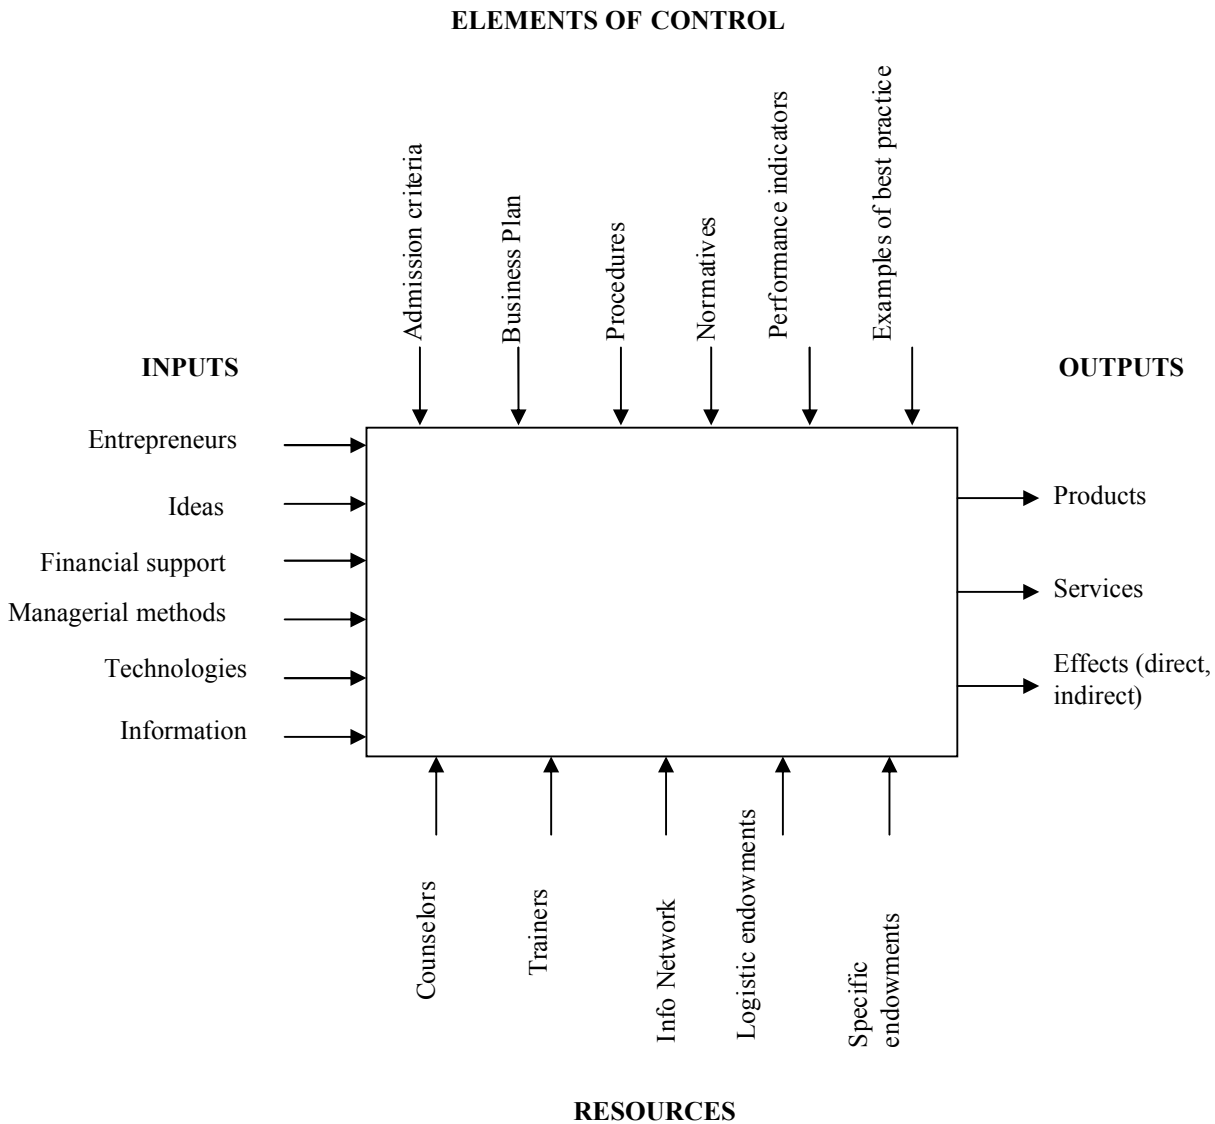 ELEMENTS OF CONTROL
Admission criteria
Business Plan
Procedures
Normatives
Performance indicators
Examples of best practice
INPUTS
OUTPUTS
Entrepreneurs
Ideas
Financial support
Managerial methods
Technologies
Information
Products
Services
Effects (direct,
indirect)
Counselors
Trainers
Info Network
Logistic endowments
Specific
endowments
RESOURCES